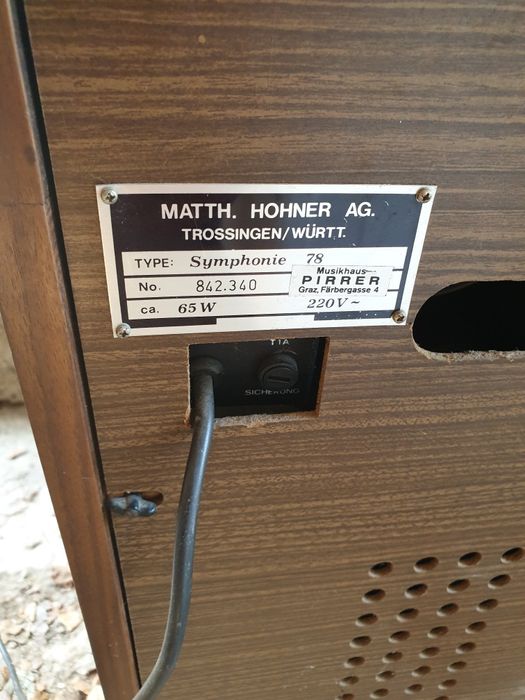 MATTH. HOHNER AG.
TROSSINGEN/WÜRTT.
TYPE: Symphonie 78
No. 842.340
Musikhaus
PIRRER
Graz, Färbergasse 4
ca. 65 W 220 V ~
T1A
SICHERUNG